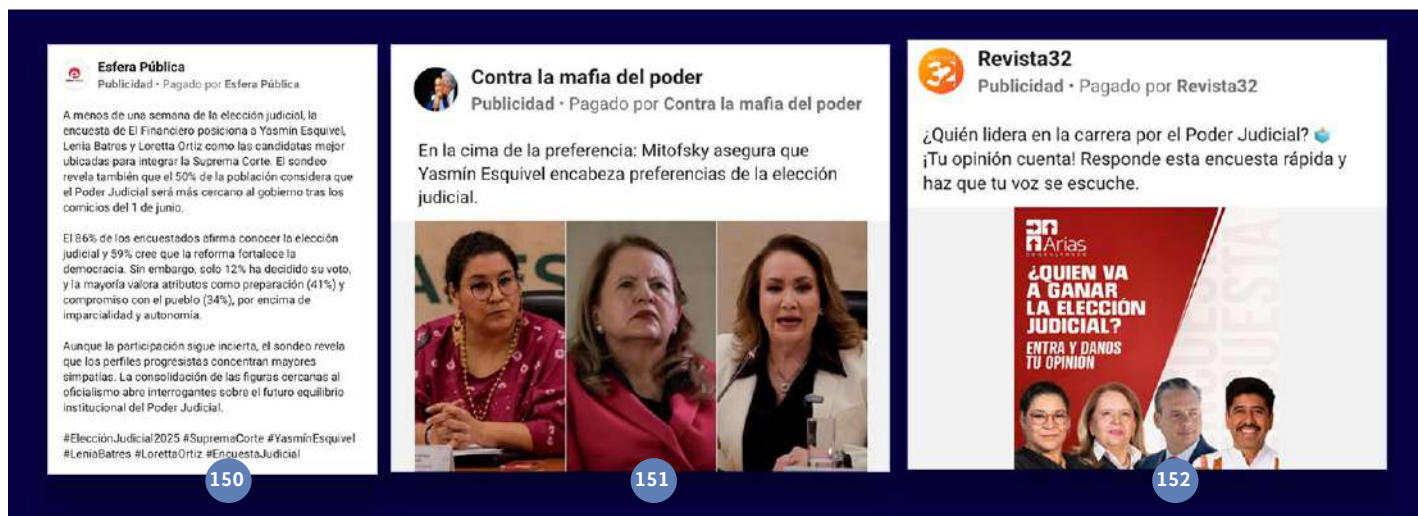 Esfera Pública
Publicidad • Pagado por Esfera Pública
A menos de una semana de la elección judicial, la
encuesta de El Financiero posiciona a Yasmín Esquivel,
Lenia Batres y Loretta Ortiz como las candidatas mejor
ubicadas para integrar la Suprema Corte. El sondeo
revela también que el 50% de la población considera que
el Poder Judicial será más cercano al gobierno tras los
comicios del 1 de junio.
El 86% de los encuestados afirma conocer la elección
judicial y 59% cree que la reforma fortalece la
democracia. Sin embargo, solo 12% ha decidido su voto,
y la mayoría valora atributos como preparación (41%) y
compromiso con el pueblo (34%), por encima de
imparcialidad y autonomía.
Aunque la participación sigue incierta, el sondeo revela
que los perfiles progresistas concentran mayores
simpatías. La consolidación de las figuras cercanas al
oficialismo abre interrogantes sobre el futuro equilibrio
institucional del Poder Judicial.
#ElecciónJudicial2025 #SupremaCorte #YasmínEsquivel
#LeniaBatres #LorettaOrtiz #EncuestaJudicial
150
Contra la mafia del poder
Publicidad • Pagado por Contra la mafia del poder
En la cima de la preferencia: Mitofsky asegura que
Yasmín Esquivel encabeza preferencias de la elección
judicial.
151
32
Revista32
Publicidad • Pagado por Revista32
¿Quién lidera en la carrera por el Poder Judicial?
¡Tu opinión cuenta! Responde esta encuesta rápida y
haz que tu voz se escuche.
Arias
CONSULTORES
¿QUIEN VA
A GANAR
LA ELECCIÓN
JUDICIAL?
ENTRA Y DANOS
TU OPINIÓN
ENCUESTA
152